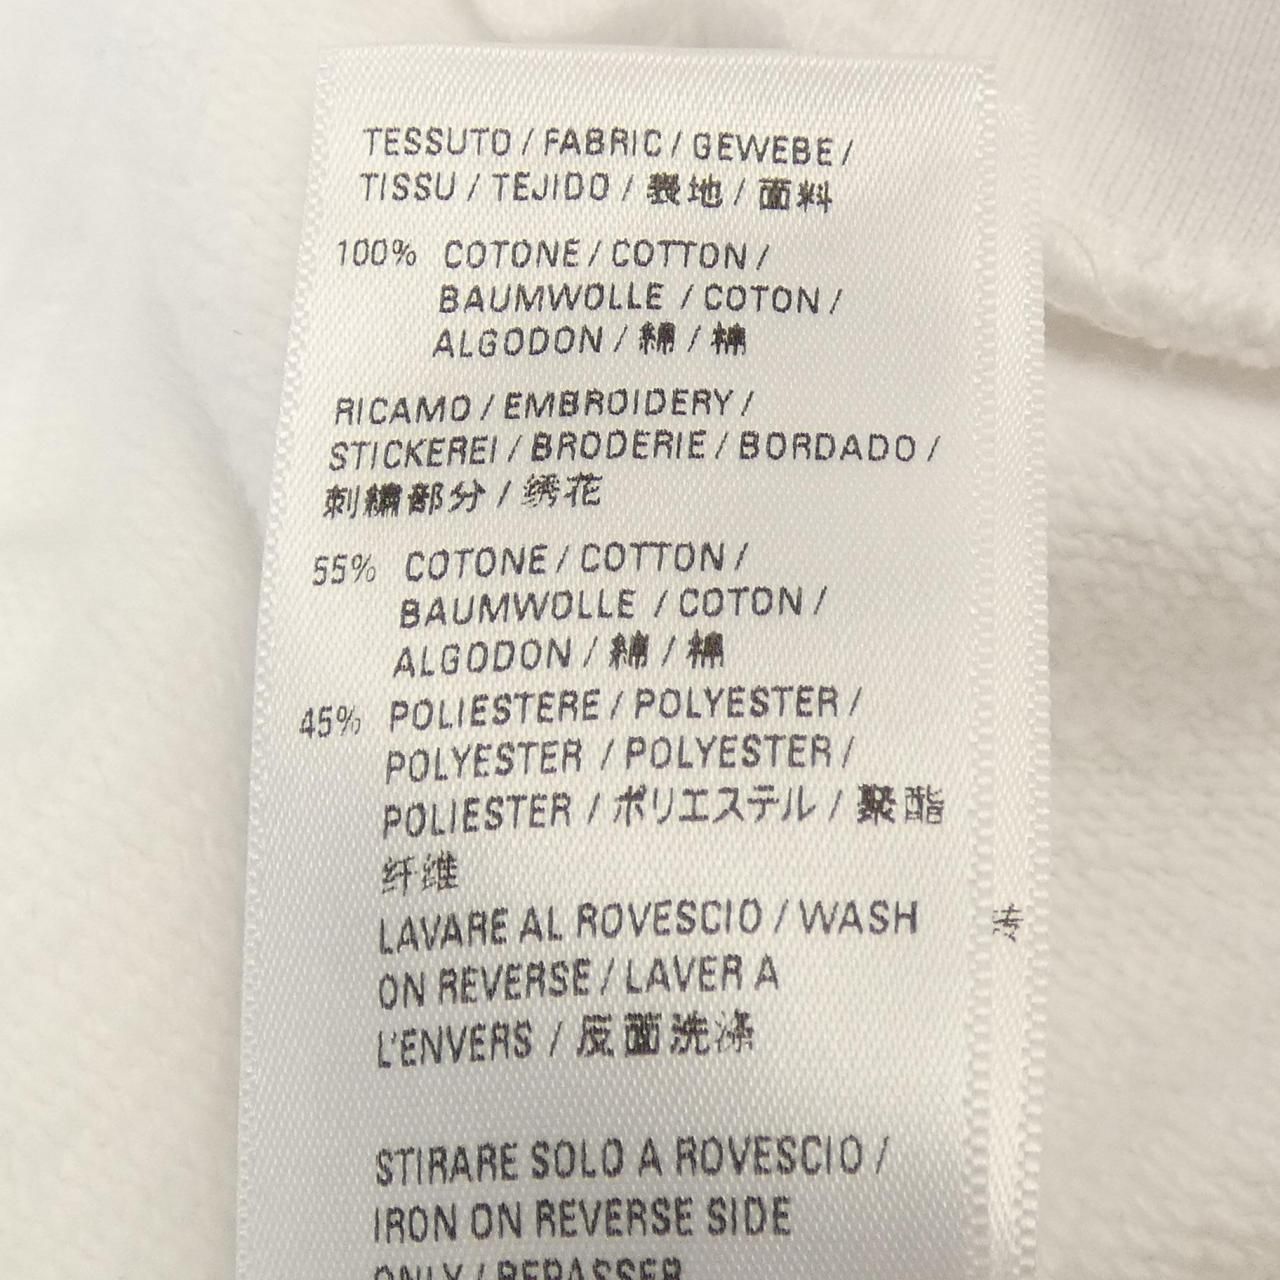 TESSUTO / FABRIC / GEWEBE /
TISSU / TEJIDO / 表地 / 面料
100% COTONE / COTTON /
BAUMWOLLE / COTON /
ALGODON / 綿 / 棉
RICAMO / EMBROIDERY /
STICKEREI / BRODERIE / BORDADO /
刺繍部分 / 绣花
55% COTONE / COTTON /
BAUMWOLLE / COTON /
ALGODON / 綿 / 棉
45% POLIESTERE / POLYESTER /
POLYESTER / POLYESTER /
POLIESTER / ポリエステル / 聚酯
纤维
LAVARE AL ROVESCIO / WASH
ON REVERSE / LAVER A
L'ENVERS / 反面洗涤
STIRARE SOLO A ROVESCIO /
IRON ON REVERSE SIDE
ONLY / REPASSER